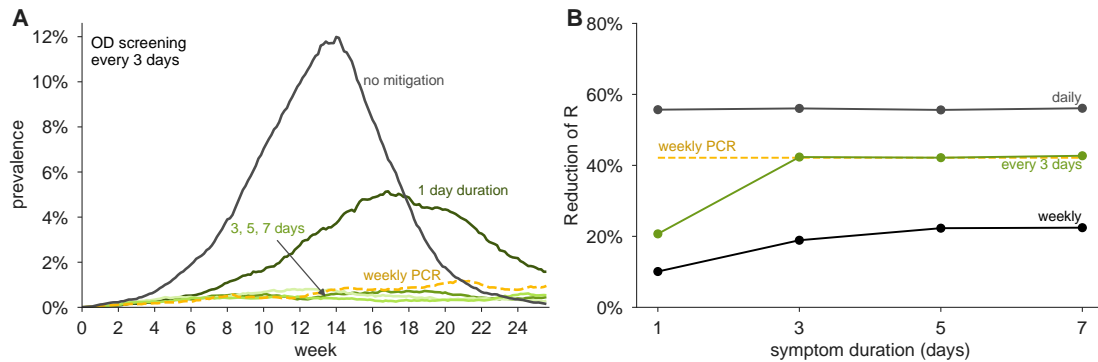 A
OD screening
every 3 days
no mitigation
1 day duration
3, 5, 7 days
weekly PCR
prevalence
12%
10%
8%
6%
4%
2%
0%
0 2 4 6 8 10 12 14 16 18 20 22 24
week
B
80%
60%
40%
20%
0%
Reduction of R
daily
weekly PCR
every 3 days
weekly
1 3 5 7
symptom duration (days)